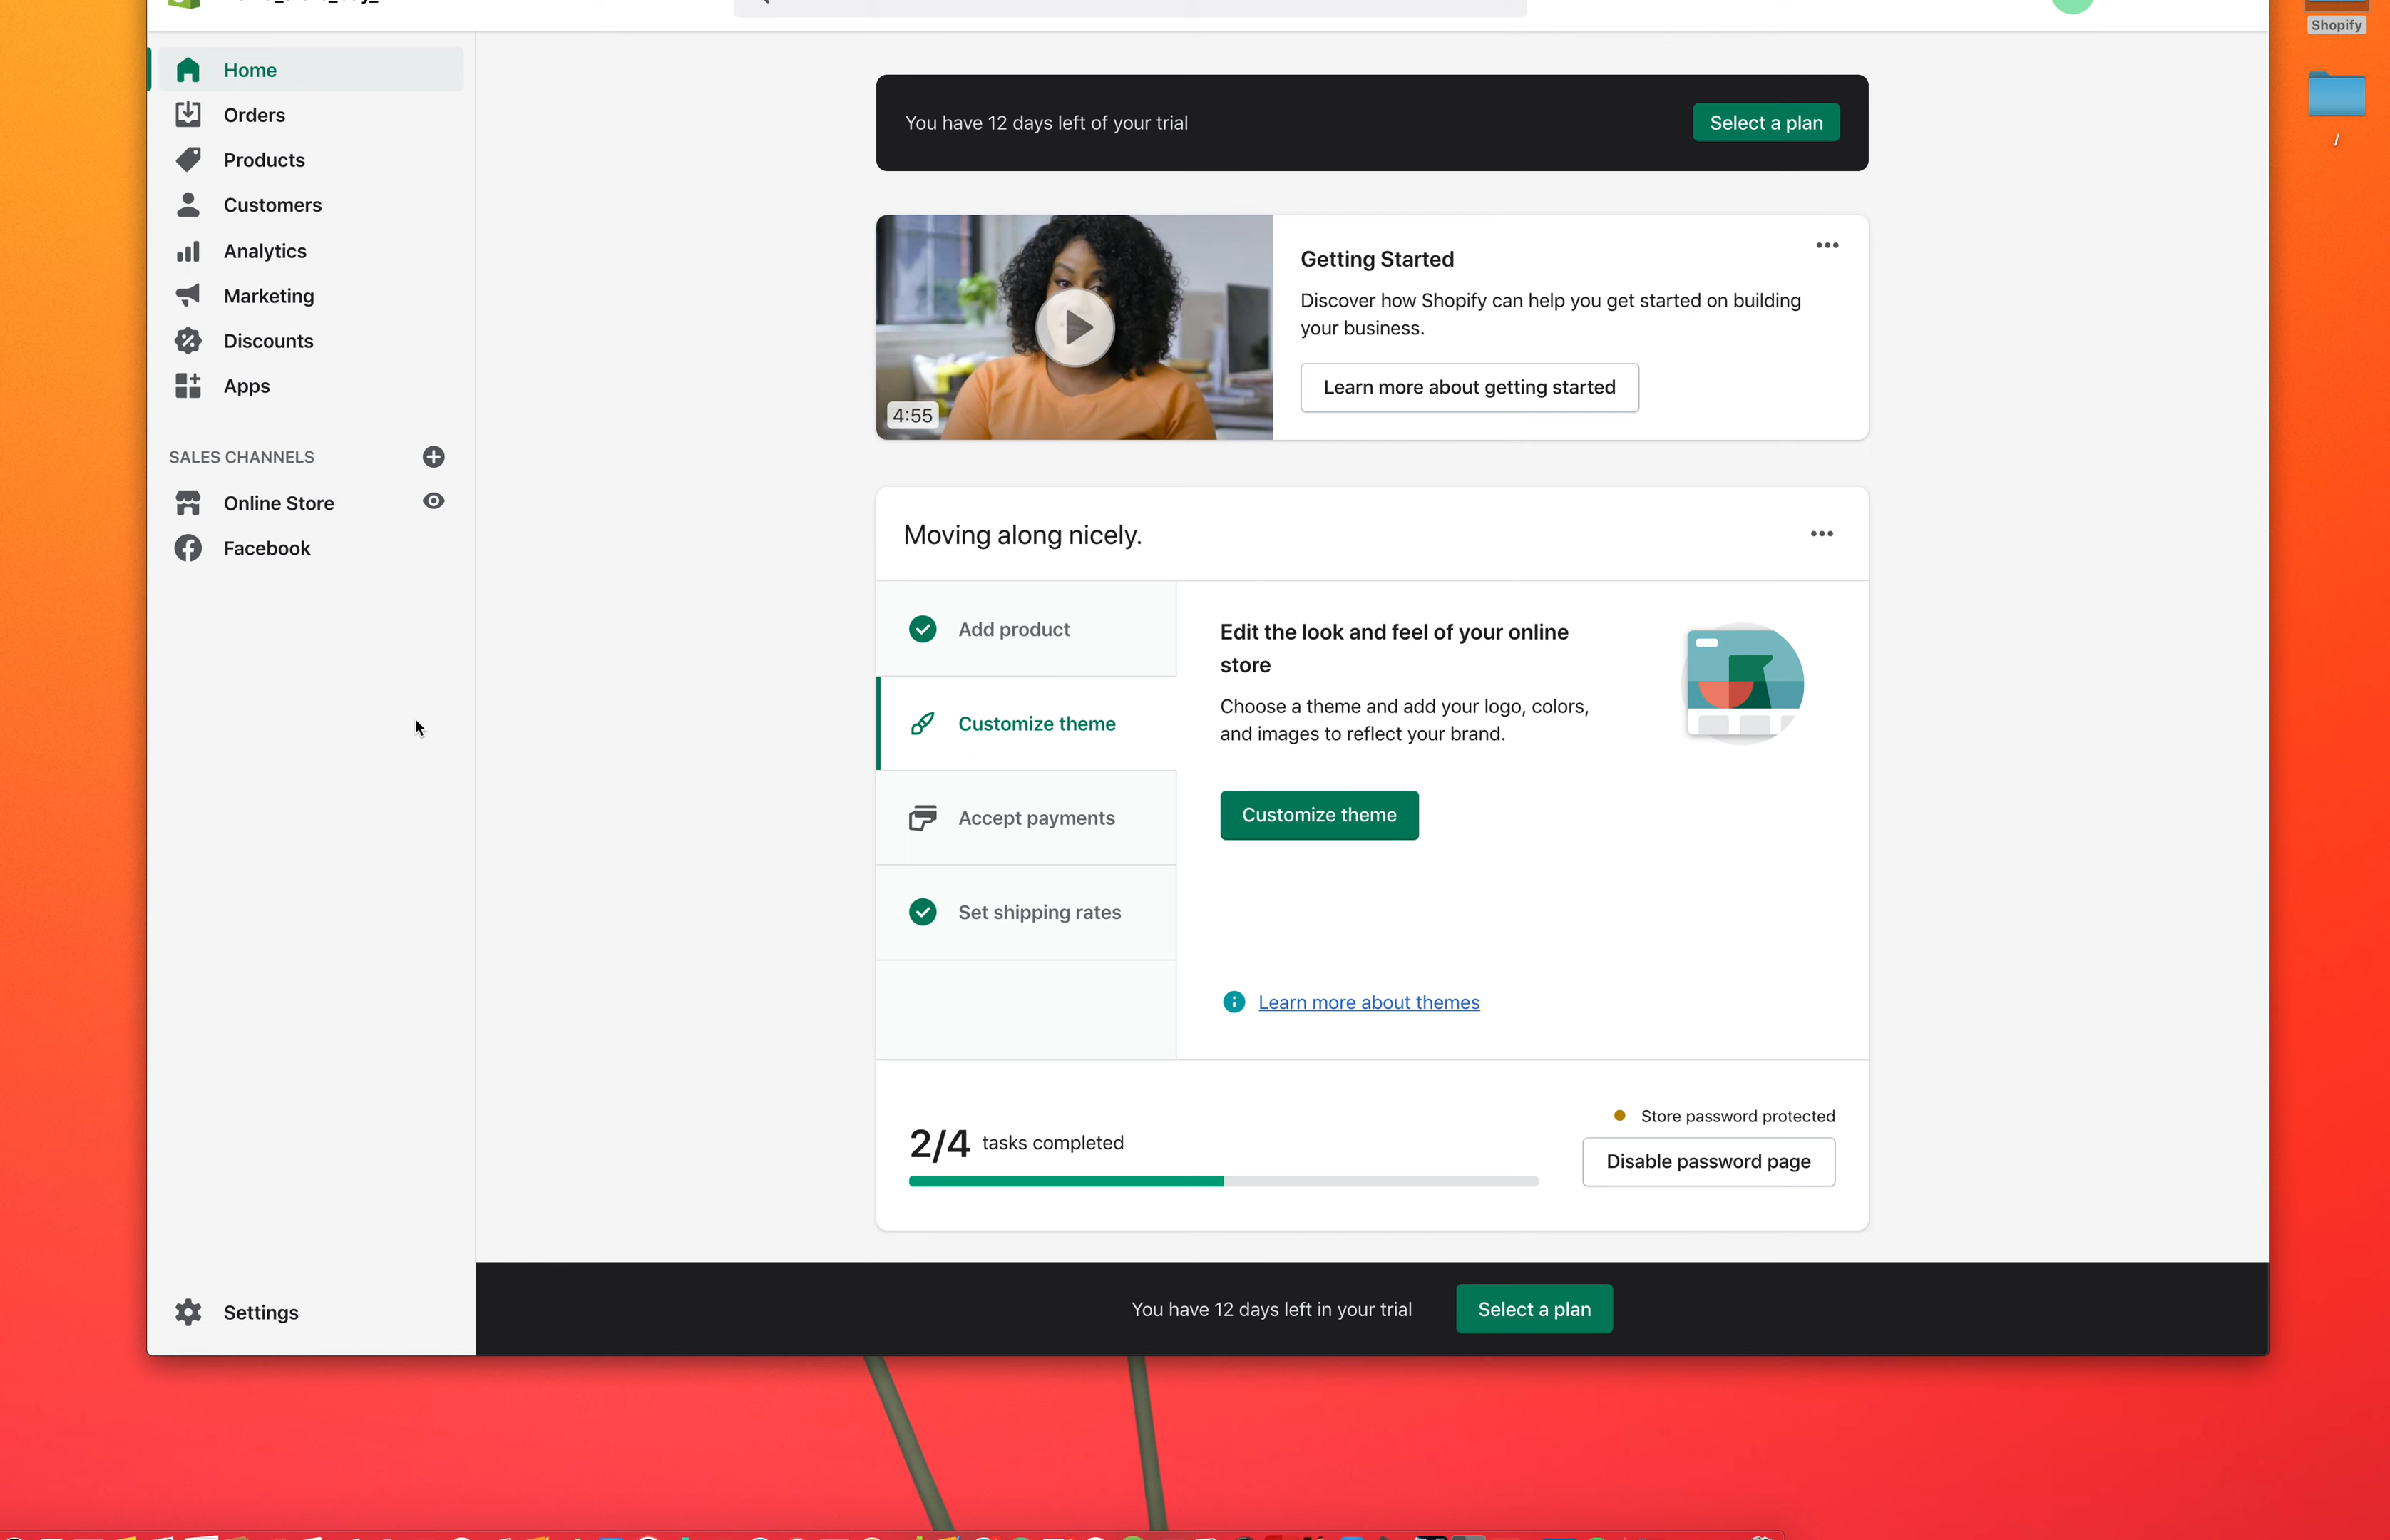 Shopify
/
Home
Orders
Products
Customers
Analytics
Marketing
Discounts
Apps
SALES CHANNELS
Online Store
Facebook
Settings
You have 12 days left of your trial
Select a plan
4:55
Getting Started
Discover how Shopify can help you get started on building
your business.
Learn more about getting started
Moving along nicely.
Add product
Customize theme
Accept payments
Set shipping rates
Edit the look and feel of your online
store
Choose a theme and add your logo, colors,
and images to reflect your brand.
Customize theme
Learn more about themes
2/4 tasks completed
Store password protected
Disable password page
You have 12 days left in your trial
Select a plan